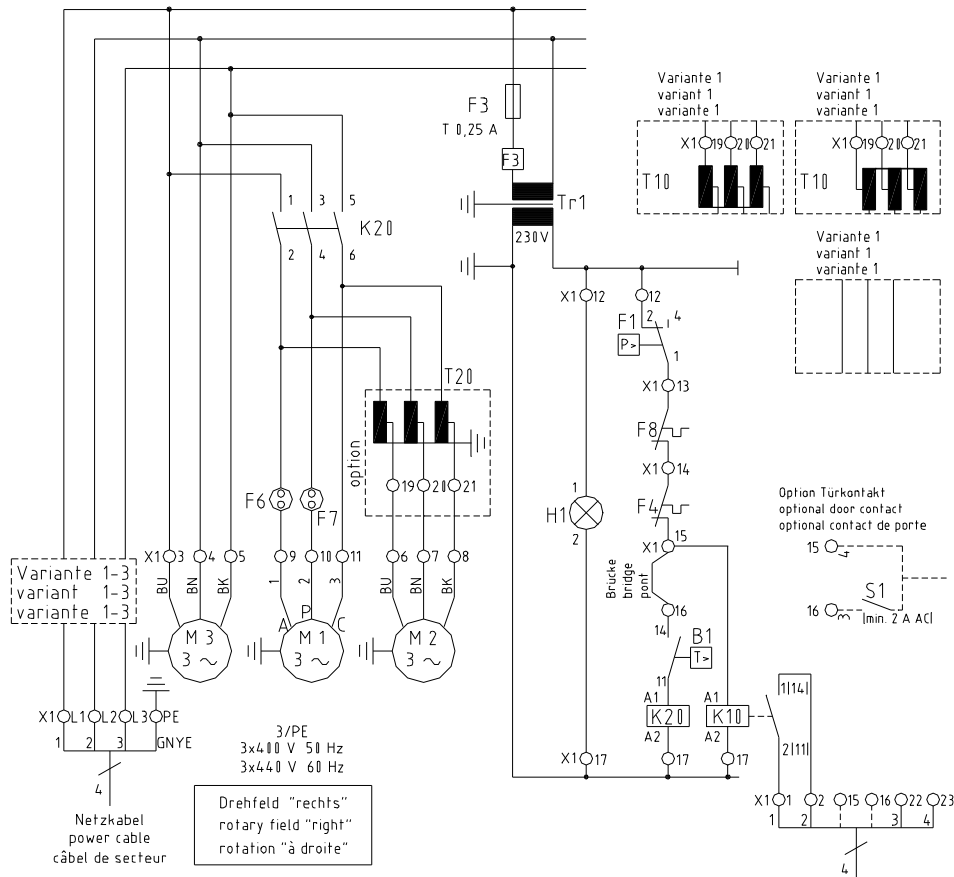 F3
T 0,25 A
F3
Tr1
230V
Variante 1
variant 1
variante 1
X1 19 20 21
T10
Variante 1
variant 1
variante 1
X1 19 20 21
T10
Variante 1
variant 1
variante 1
1 3 5
K20
2 4 6
X1 12
12
F1 2 4
P>
1
X1 13
F8
X1 14
F4
15
X1
T20
option
19 20 21
F6
F7
1
H1
2
Brücke
bridge
pont
16
14
B1
T>
11
A1
K20
A2
A1
K10
A2
X1 17
17
17
Option Türkontakt
optional door contact
optional contact de porte
15 4
S1
16 3
(min. 2 A AC)
X1 3 4 5
9 10 11
6 7 8
BU BN BK
1 2 3
BU BN BK
Variante 1-3
variant 1-3
variante 1-3
M 3
3 ~
A P C
M 1
3 ~
M 2
3 ~
X1 L1 L2 L3 PE
1 2 3 GNYE
4
Netzkabel
power cable
câbel de secteur
3/PE
3x400 V 50 Hz
3x440 V 60 Hz
Drehfeld "rechts"
rotary field "right"
rotation "à droite"
1(14)
2(11)
X1 1 2 15 16 22 23
1 2 3 4
4